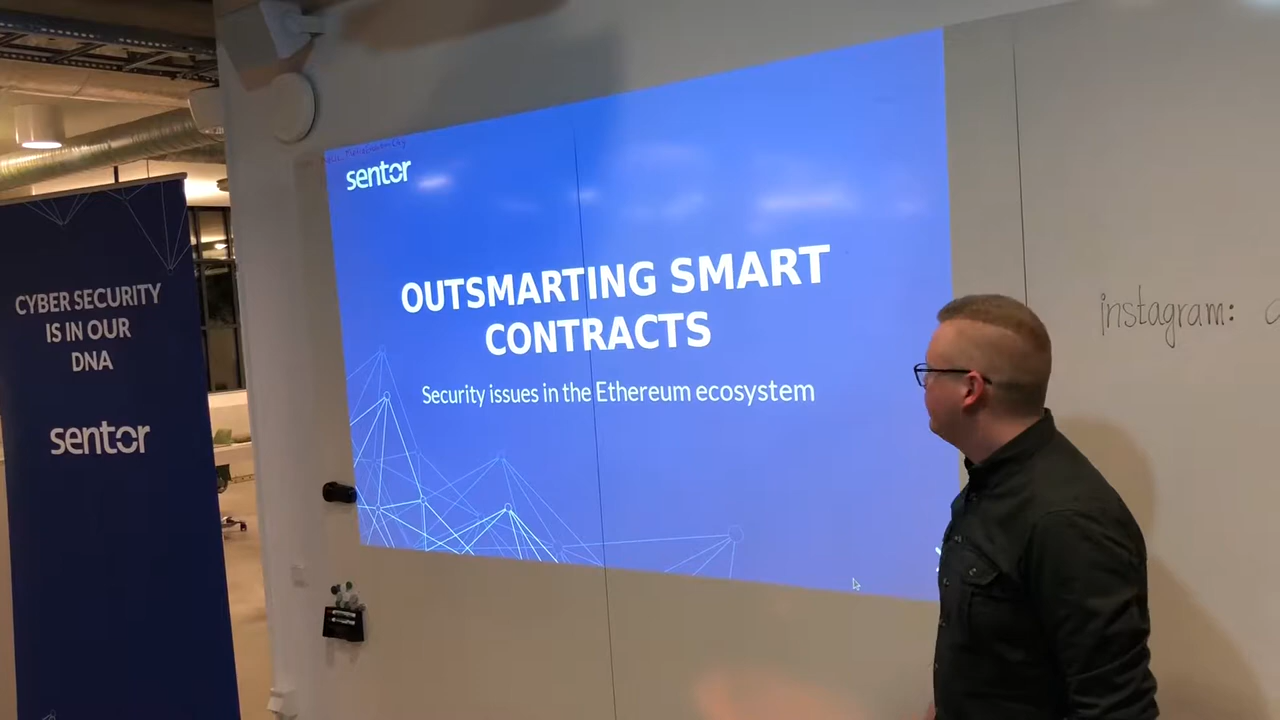 CYBER SECURITY
IS IN OUR
DNA
sentor
sentor
OUTSMARTING SMART
CONTRACTS
Security issues in the Ethereum ecosystem
instagram: